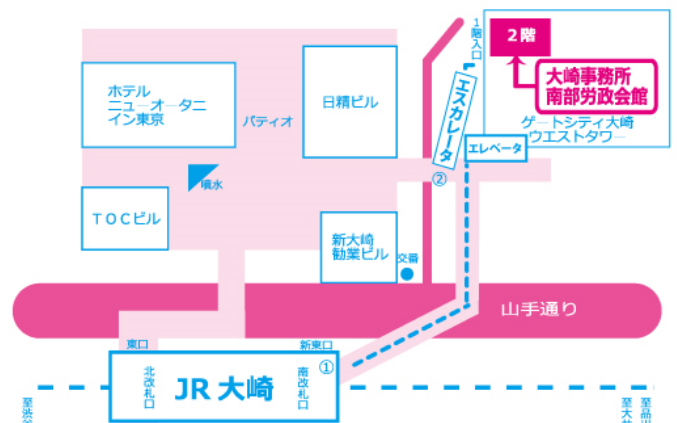 1階入口
2階
大崎事務所
南部労政会館
ゲートシティ大崎
ウエストタワー
エスカレータ
エレベータ
②
ホテル
ニューオータニ
イン東京
パティオ
日精ビル
噴水
TOCビル
新大崎
勧業ビル
交番
山手通り
東口
新東口
①
北改札口
JR 大崎
南改札口